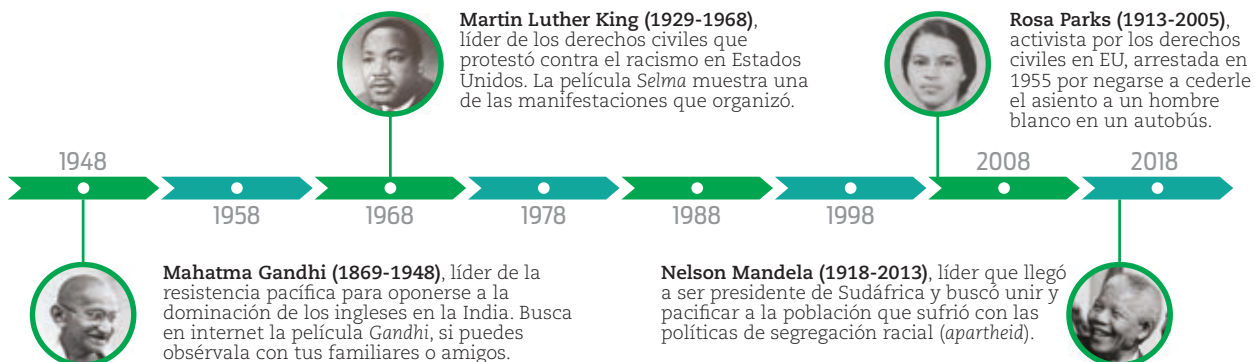 Martin Luther King (1929-1968),
líder de los derechos civiles que
protestó contra el racismo en Estados
Unidos. La película Selma muestra una
de las manifestaciones que organizó.
Rosa Parks (1913-2005),
activista por los derechos
civiles en EU, arrestada en
1955 por negarse a cederle
el asiento a un hombre
blanco en un autobús.
1948
1958
1968
1978
1988
1998
2008
2018
Mahatma Gandhi (1869-1948), líder de la
resistencia pacífica para oponerse a la
dominación de los ingleses en la India. Busca
en internet la película Gandhi, si puedes
obsérvala con tus familiares o amigos.
Nelson Mandela (1918-2013), líder que llegó
a ser presidente de Sudáfrica y buscó unir y
pacificar a la población que sufrió con las
políticas de segregación racial (apartheid).